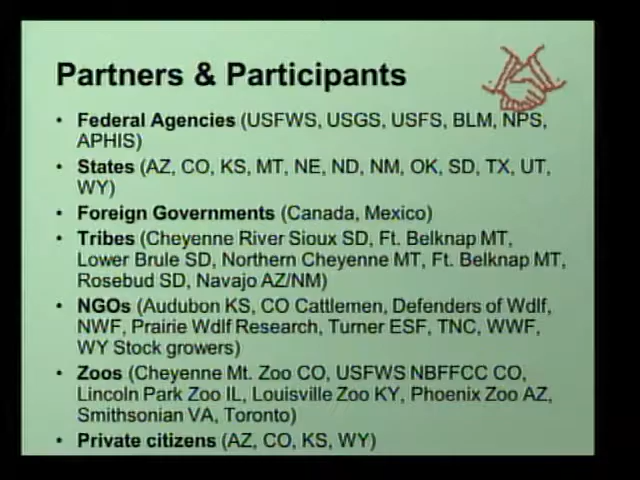 Partners & Participants
• Federal Agencies (USFWS, USGS, USFS, BLM, NPS,
APHIS)
• States (AZ, CO, KS, MT, NE, ND, NM, OK, SD, TX, UT,
WY)
• Foreign Governments (Canada, Mexico)
• Tribes (Cheyenne River Sioux SD, Ft. Belknap MT,
Lower Brule SD, Northern Cheyenne MT, Ft. Belknap MT,
Rosebud SD, Navajo AZ/NM)
• NGOs (Audubon KS, CO Cattlemen, Defenders of Wdlf,
NWF, Prairie Wdlf Research, Turner ESF, TNC, WWF,
WY Stock growers)
• Zoos (Cheyenne Mt. Zoo CO, USFWS NBFFCC CO,
Lincoln Park Zoo IL, Louisville Zoo KY, Phoenix Zoo AZ,
Smithsonian VA, Toronto)
• Private citizens (AZ, CO, KS, WY)